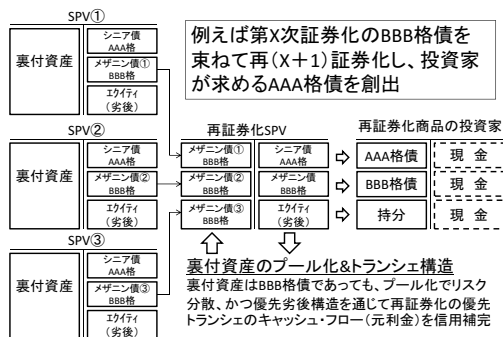 SPV①
裏付資産
シニア債
AAA格
メザニン債①
BBB格
エクイティ
(劣後)
例えば第X次証券化のBBB格債を
束ねて再(X+1)証券化し、投資家
が求めるAAA格債を創出
SPV②
裏付資産
シニア債
AAA格
メザニン債②
BBB格
エクイティ
(劣後)
再証券化SPV
メザニン債①
BBB格
メザニン債②
BBB格
メザニン債③
BBB格
シニア債
AAA格
メザニン債
BBB格
エクイティ
(劣後)
再証券化商品の投資家
AAA格債
現 金
BBB格債
現 金
持分
現 金
SPV③
裏付資産
シニア債
AAA格
メザニン債③
BBB格
エクイティ
(劣後)
裏付資産のプール化&トランシェ構造
裏付資産はBBB格債であっても、プール化でリスク
分散、かつ優先劣後構造を通じて再証券化の優先
トランシェのキャッシュ・フロー(元利金)を信用補完